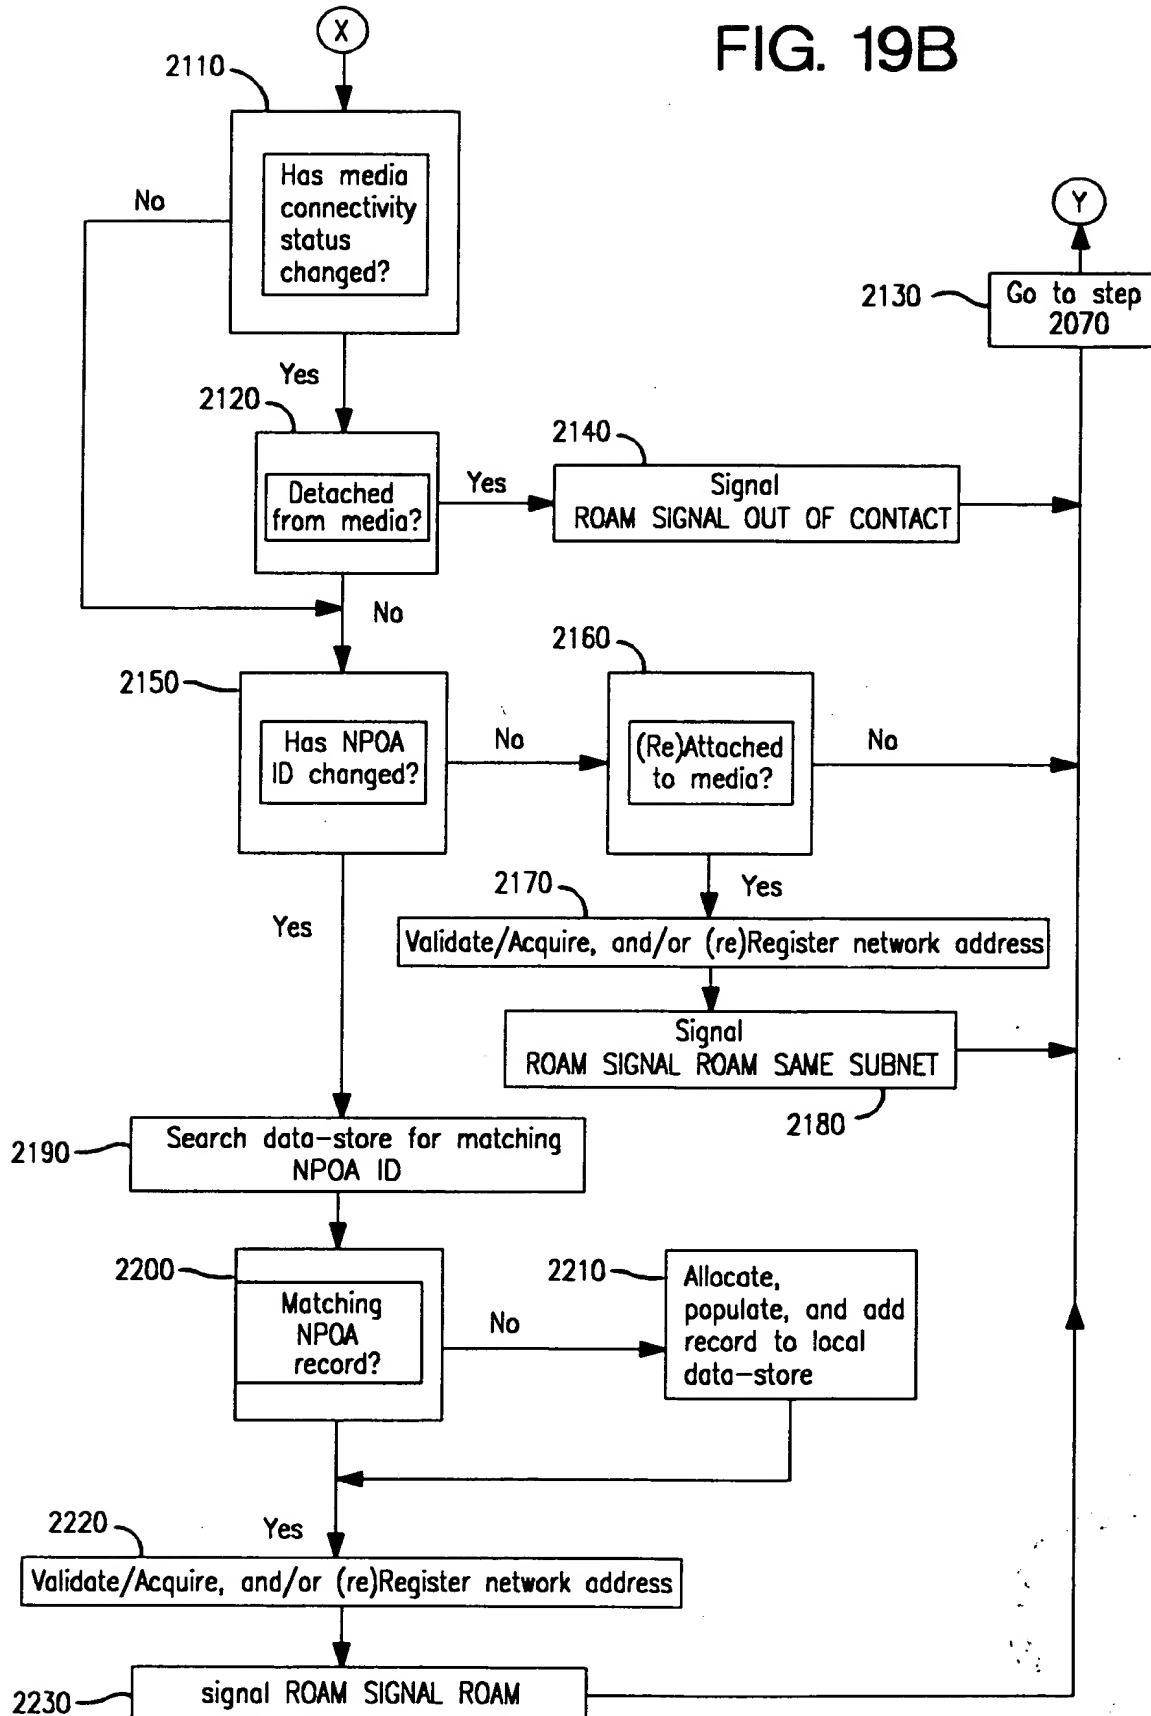 FIG. 19B
X
2110
Has media
connectivity
status
changed?
No
Yes
Y
2130
Go to step
2070
2120
Detached
from media?
Yes
2140
Signal
ROAM SIGNAL OUT OF CONTACT
No
2150
Has NPOA
ID changed?
No
2160
(Re)Attached
to media?
No
Yes
Yes
2170
Validate/Acquire, and/or (re)Register network address
Signal
ROAM SIGNAL ROAM SAME SUBNET
2180
2190
Search data-store for matching
NPOA ID
2200
Matching
NPOA
record?
No
2210
Allocate,
populate, and add
record to local
data-store
Yes
2220
Validate/Acquire, and/or (re)Register network address
2230
signal ROAM SIGNAL ROAM